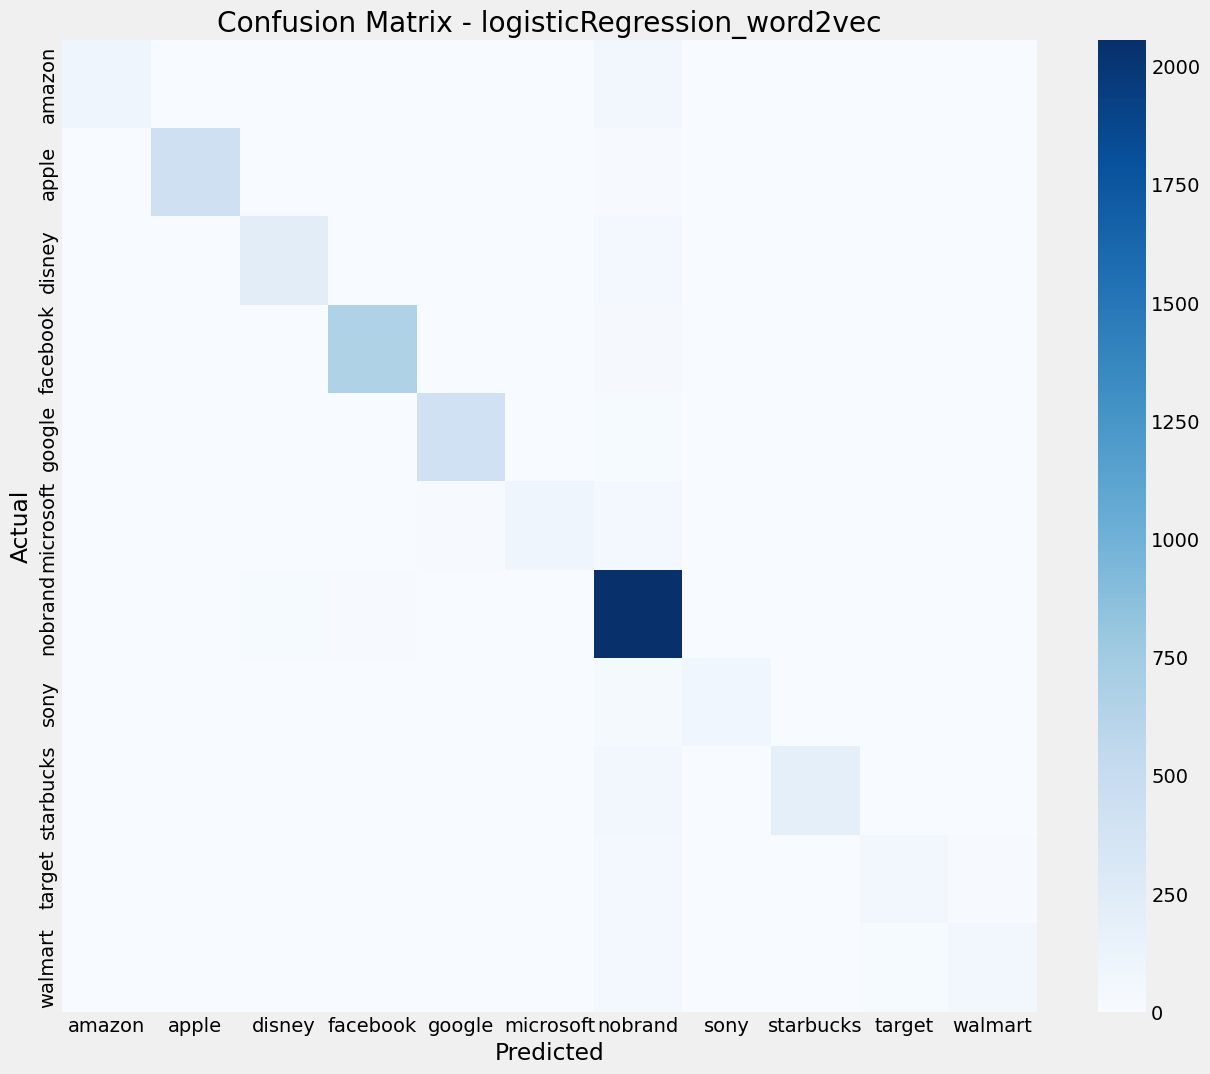 Confusion Matrix - logisticRegression_word2vec
Actual
amazon
apple
disney
facebook
google
microsoft
nobrand
sony
starbucks
target
walmart
amazon apple disney facebook google microsoft nobrand sony starbucks target walmart
Predicted
2000
1750
1500
1250
1000
750
500
250
0